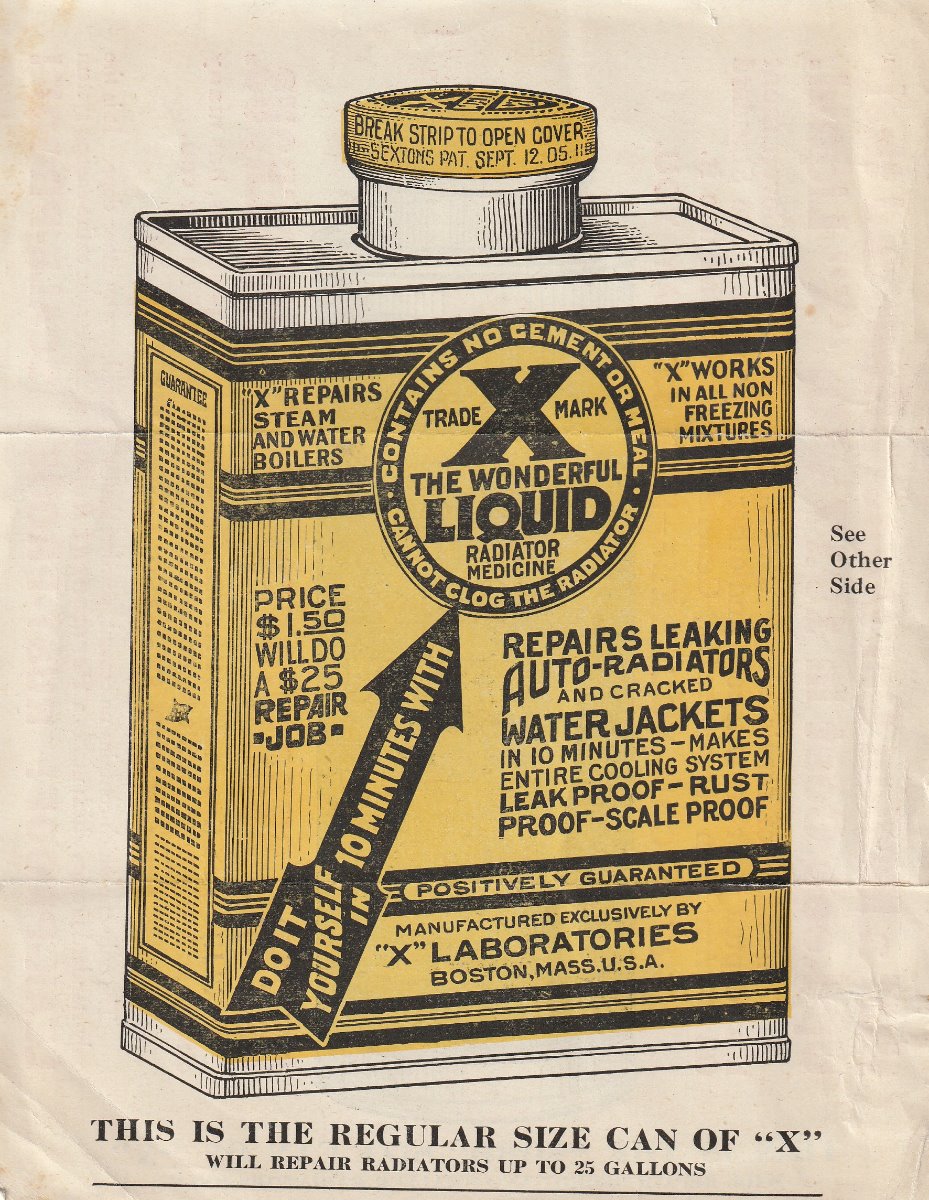 BREAK STRIP TO OPEN COVER
SEXTONS PAT. SEPT. 12. 05.
GUARANTEE
"X" REPAIRS
STEAM
AND WATER
BOILERS
CONTAINS NO CEMENT OR MEAL
CANNOT CLOG THE RADIATOR
X
TRADE MARK
THE WONDERFUL
LIQUID
RADIATOR
MEDICINE
"X" WORKS
IN ALL NON
FREEZING
MIXTURES
See
Other
Side
PRICE
$1.50
WILL DO
A $25
REPAIR
JOB
DO IT
YOURSELF
IN
10 MINUTES WITH
REPAIRS LEAKING
AUTO-RADIATORS
AND CRACKED
WATER JACKETS
IN 10 MINUTES-MAKES
ENTIRE COOLING SYSTEM
LEAK PROOF-RUST
PROOF-SCALE PROOF
POSITIVELY GUARANTEED
MANUFACTURED EXCLUSIVELY BY
"X" LABORATORIES
BOSTON, MASS. U.S.A.
THIS IS THE REGULAR SIZE CAN OF "X"
WILL REPAIR RADIATORS UP TO 25 GALLONS